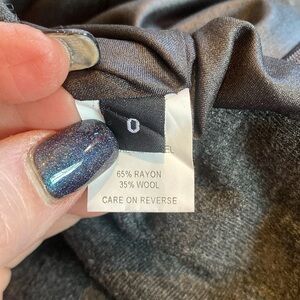 0
65% RAYON
35% WOOL
CARE ON REVERSE